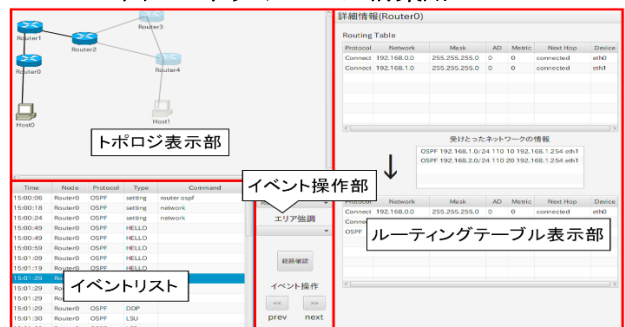 Router1
Router2
Router3
Router0
Router4
Host0
Host1
トポロジ表示部
Time Node Protocol Type Command
15:00:08 Router0 OSPF setting router ospf
15:00:18 Router0 OSPF setting network
15:00:24 Router0 OSPF setting network
15:00:49 Router0 OSPF HELLO
15:00:49 Router0 OSPF HELLO
15:00:59 Router0 OSPF HELLO
15:01:09 Router0 OSPF HELLO
15:01:19 Router0 OSPF HELLO
15:01:29
15:01:29
15:01:29
15:01:29 Router0 OSPF DDP
15:01:30 Router0 OSPF LSU
イベントリスト
イベント操作部
エリア強調
経路確認
イベント操作
<< >>
prev next
詳細情報(Router0)
Routing Table
Protocol Network Mask AD Metric Next Hop Device
Connect 192.168.0.0 255.255.255.0 0 0 connected eth0
Connect 192.168.1.0 255.255.255.0 0 0 connected eth1
受けとったネットワークの情報
OSPF 192.168.1.0/24 110 10 192.168.1.254 eth1
OSPF 192.168.2.0/24 110 20 192.168.1.254 eth1
↓
Protocol Network Mask AD Metric Next Hop Device
Connect 192.168.0.0 255.255.255.0 0 0 connected eth0
OSPF
ルーティングテーブル表示部